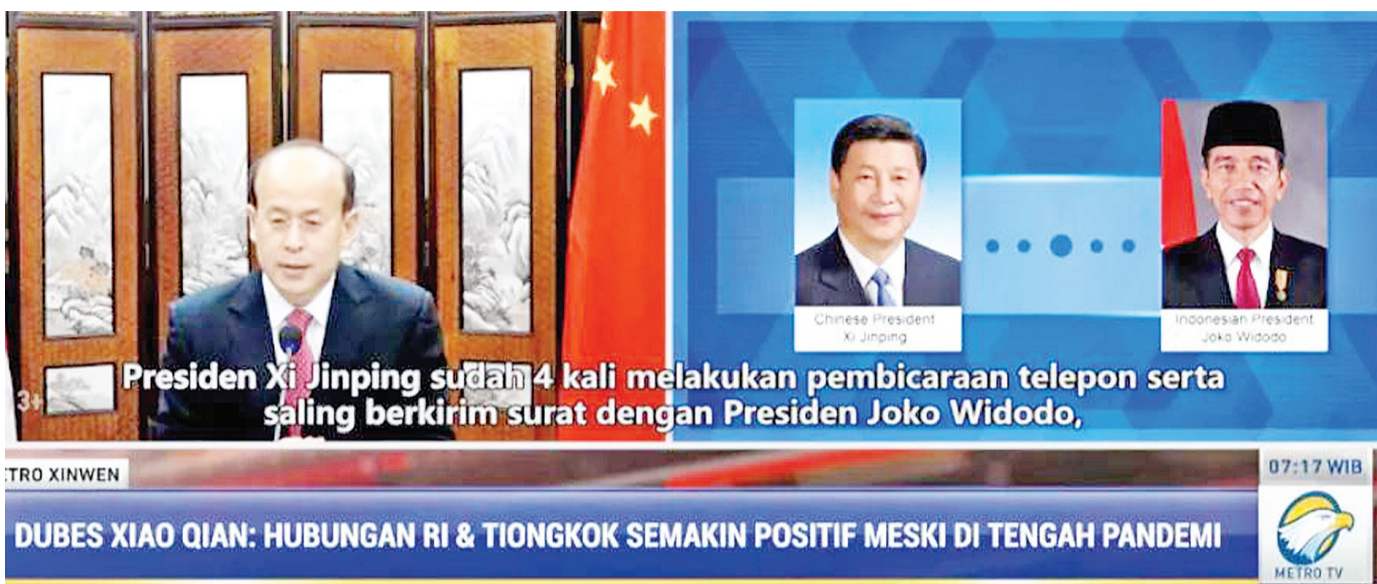 Chinese President
Xi Jinping
Indonesian President
Joko Widodo
3+
Presiden Xi Jinping sudah 4 kali melakukan pembicaraan telepon serta
saling berkirim surat dengan Presiden Joko Widodo,
ETRO XINWEN
07:17 WIB
DUBES XIAO QIAN: HUBUNGAN RI & TIONGKOK SEMAKIN POSITIF MESKI DI TENGAH PANDEMI
METRO TV